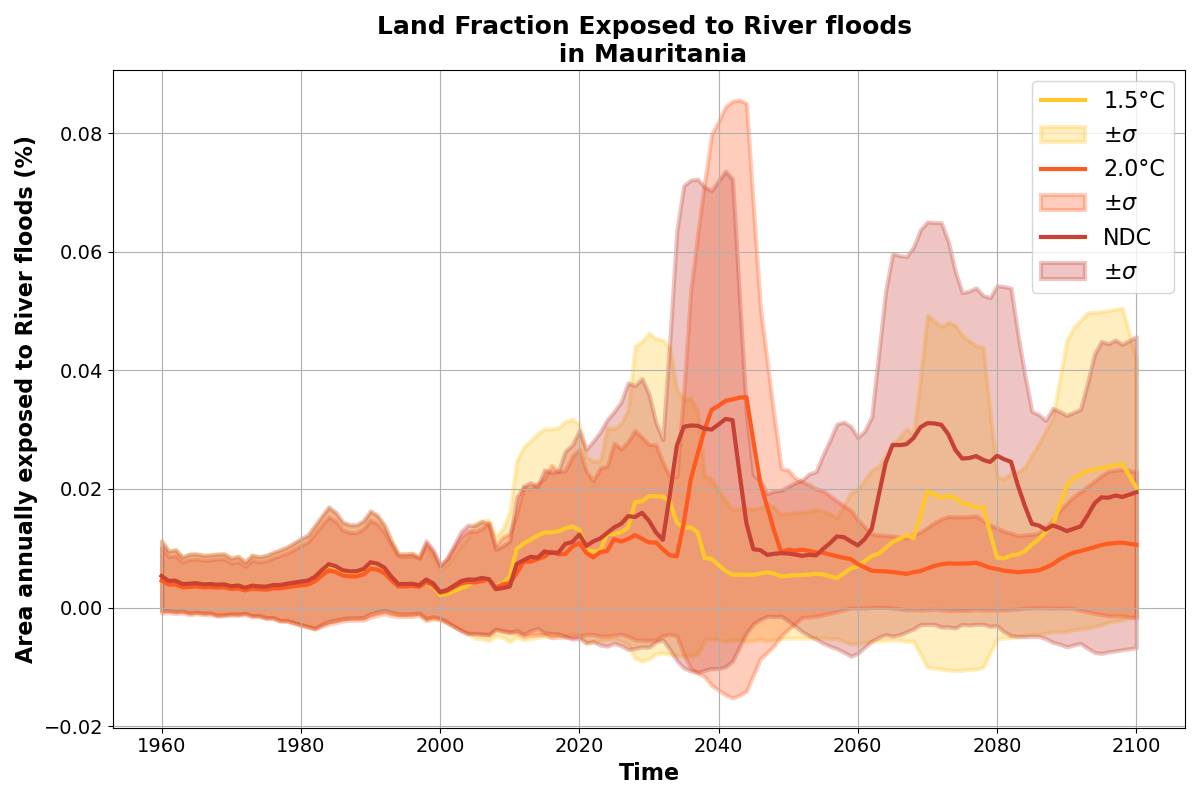 Land Fraction Exposed to River floods
in Mauritania
Area annually exposed to River floods (%)
0.08
0.06
0.04
0.02
0.00
−0.02
1960
1980
2000
2020
2040
2060
2080
2100
Time
1.5°C
±σ
2.0°C
±σ
NDC
±σ